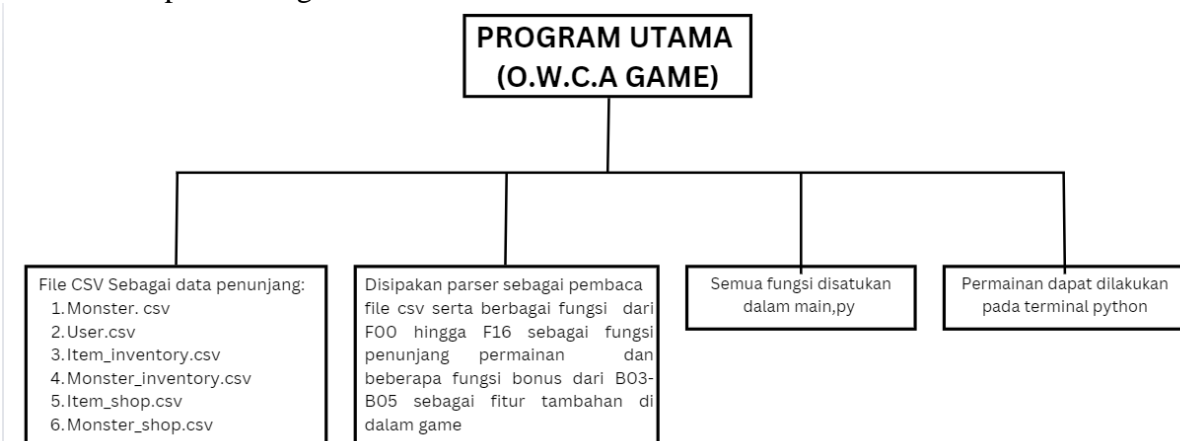 PROGRAM UTAMA
(O.W.C.A GAME)
File CSV Sebagai data penunjang:
1. Monster. csv
2. User.csv
3. Item_inventory.csv
4. Monster_inventory.csv
5. Item_shop.csv
6. Monster_shop.csv
Disipakan parser sebagai pembaca
file csv serta berbagai fungsi dari
F00 hingga F16 sebagai fungsi
penunjang permainan dan
beberapa fungsi bonus dari B03-
B05 sebagai fitur tambahan di
dalam game
Semua fungsi disatukan
dalam main,py
Permainan dapat dilakukan
pada terminal python